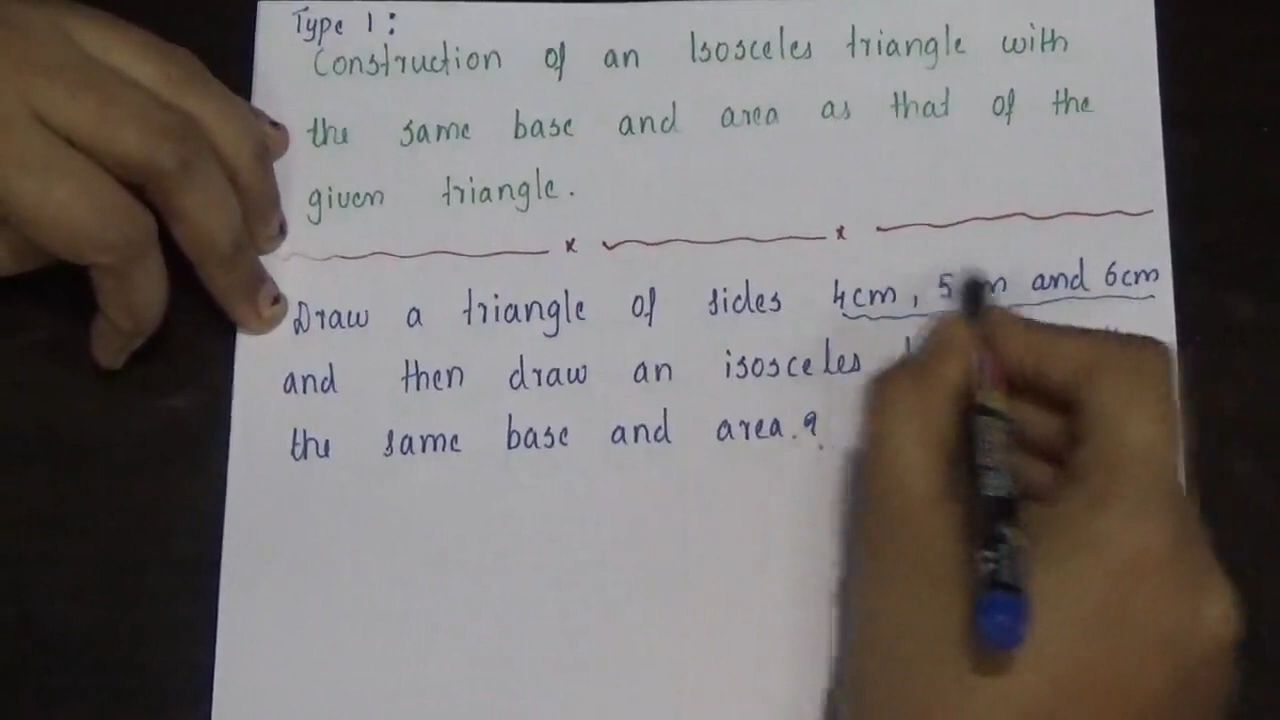 Type 1:
Construction of an Isosceles triangle with
the same base and area as that of the
given triangle.
x x
Draw a triangle of sides 4cm, 5cm and 6cm
and then draw an isosceles
the same base and area.?